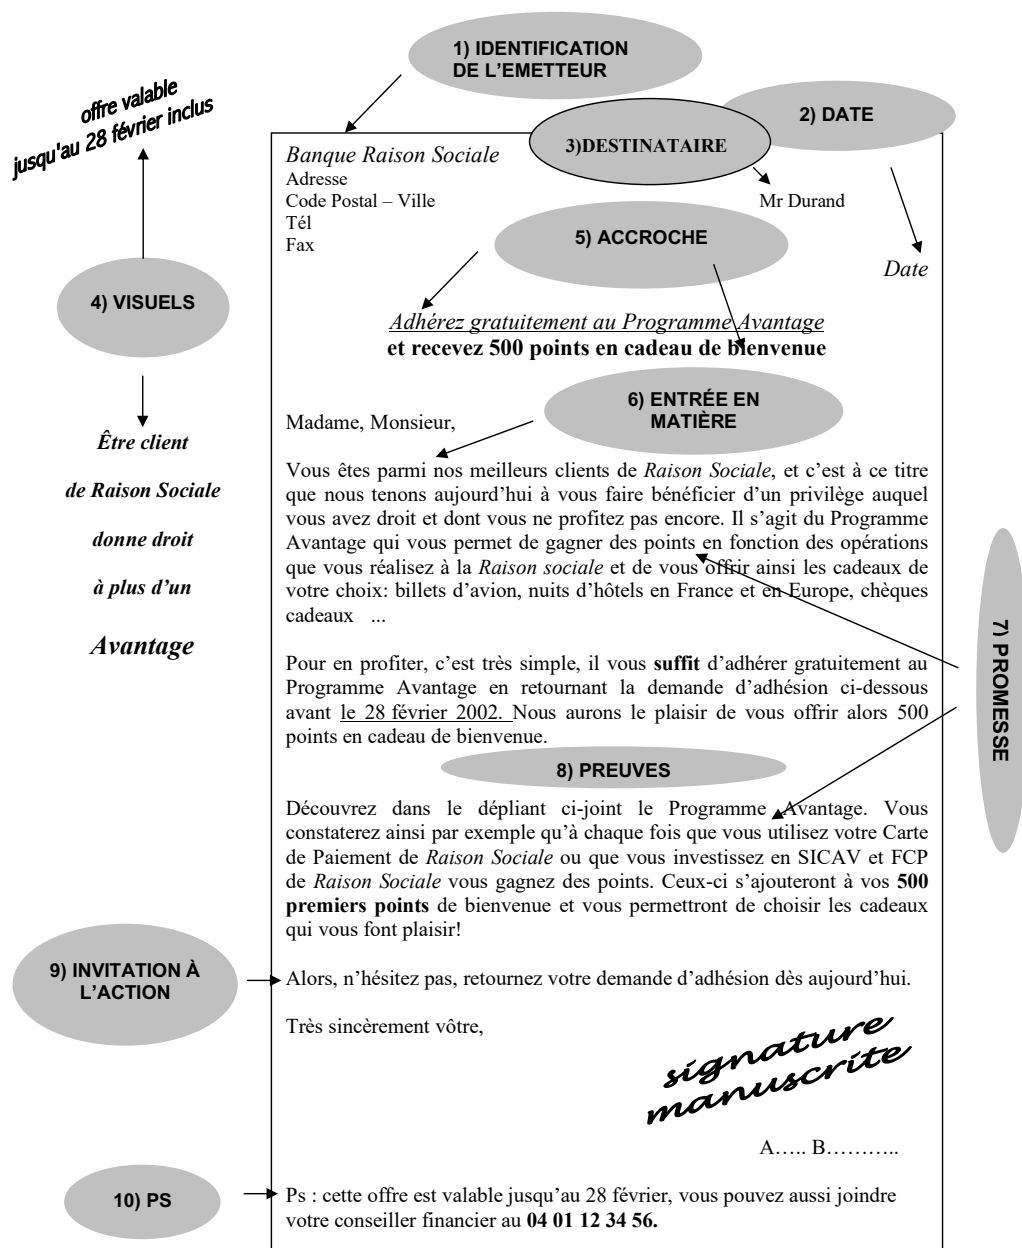 1) IDENTIFICATION
DE L'EMETTEUR
offre valable
jusqu'au 28 février inclus
2) DATE
3)DESTINATAIRE
Banque Raison Sociale
Adresse
Code Postal – Ville
Tél
Fax
Mr Durand
5) ACCROCHE
Date
4) VISUELS
Adhérez gratuitement au Programme Avantage
et recevez 500 points en cadeau de bienvenue
6) ENTRÉE EN
MATIÈRE
Madame, Monsieur,
Être client
de Raison Sociale
donne droit
à plus d'un
Avantage
Vous êtes parmi nos meilleurs clients de Raison Sociale, et c'est à ce titre
que nous tenons aujourd'hui à vous faire bénéficier d'un privilège auquel
vous avez droit et dont vous ne profitez pas encore. Il s'agit du Programme
Avantage qui vous permet de gagner des points en fonction des opérations
que vous réalisez à la Raison sociale et de vous offrir ainsi les cadeaux de
votre choix: billets d'avion, nuits d'hôtels en France et en Europe, chèques
cadeaux ...
7) PROMESSE
Pour en profiter, c'est très simple, il vous suffit d'adhérer gratuitement au
Programme Avantage en retournant la demande d'adhésion ci-dessous
avant le 28 février 2002. Nous aurons le plaisir de vous offrir alors 500
points en cadeau de bienvenue.
8) PREUVES
Découvrez dans le dépliant ci-joint le Programme Avantage. Vous
constaterez ainsi par exemple qu'à chaque fois que vous utilisez votre Carte
de Paiement de Raison Sociale ou que vous investissez en SICAV et FCP
de Raison Sociale vous gagnez des points. Ceux-ci s'ajouteront à vos 500
premiers points de bienvenue et vous permettront de choisir les cadeaux
qui vous font plaisir!
9) INVITATION À
L'ACTION
Alors, n'hésitez pas, retournez votre demande d'adhésion dès aujourd'hui.
Très sincèrement vôtre,
signature
manuscrite
A….. B………..
10) PS
Ps : cette offre est valable jusqu'au 28 février, vous pouvez aussi joindre
votre conseiller financier au 04 01 12 34 56.